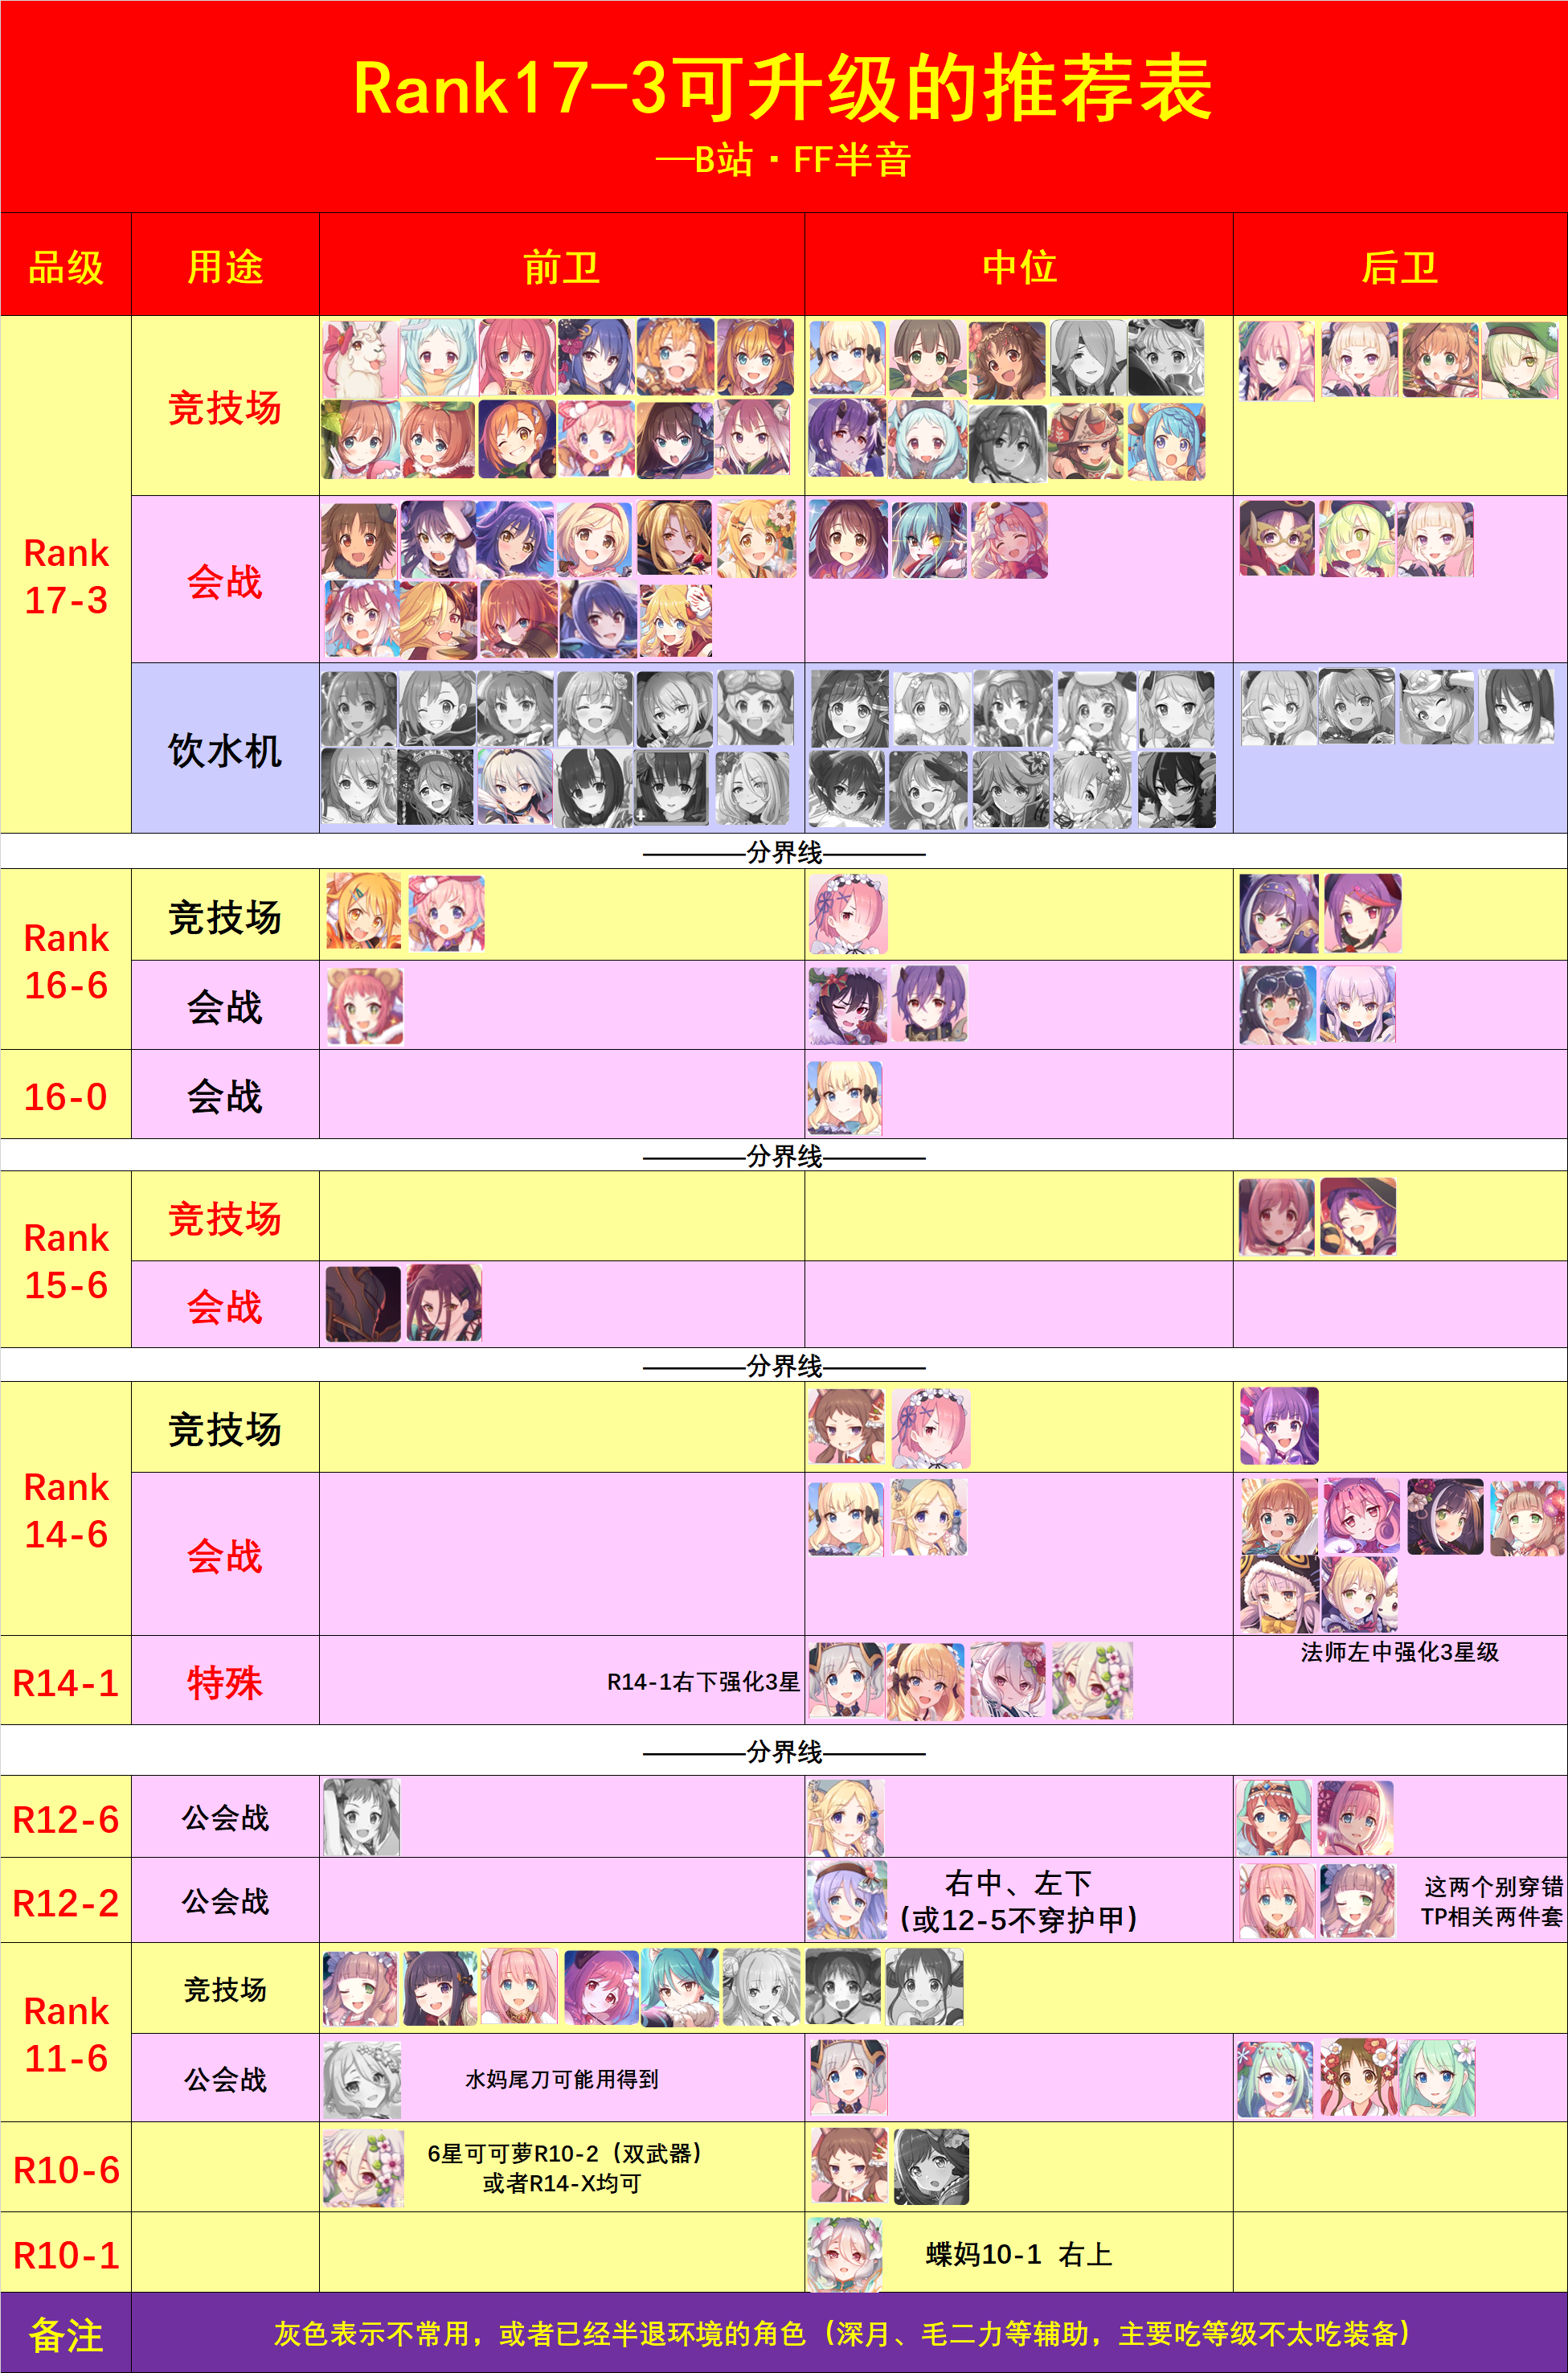 Rank17-3可升级的推荐表
—B站·FF半音
品级 用途 前卫 中位 后卫
Rank
17-3
竞技场
会战
饮水机
————分界线————
Rank
16-6
竞技场
会战
16-0 会战
————分界线————
Rank
15-6
竞技场
会战
————分界线————
Rank
14-6
竞技场
会战
R14-1 特殊 R14-1右下强化3星
法师左中强化3星级
————分界线————
R12-6 公会战
R12-2 公会战
右中、左下
(或12-5不穿护甲)
这两个别穿错
TP相关两件套
Rank
11-6
竞技场
公会战 水妈尾刀可能用得到
R10-6
6星可可萝R10-2（双武器）
或者R14-X均可
R10-1 蝶妈10-1 右上
备注 灰色表示不常用，或者已经半退环境的角色（深月、毛二力等辅助，主要吃等级不太吃装备）